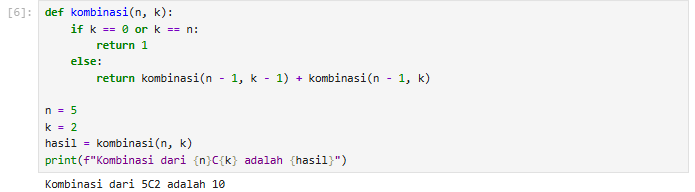 [6]: def kombinasi(n, k):
    if k == 0 or k == n:
        return 1
    else:
        return kombinasi(n - 1, k - 1) + kombinasi(n - 1, k)

n = 5
k = 2
hasil = kombinasi(n, k)
print(f"Kombinasi dari {n}C{k} adalah {hasil}")
Kombinasi dari 5C2 adalah 10